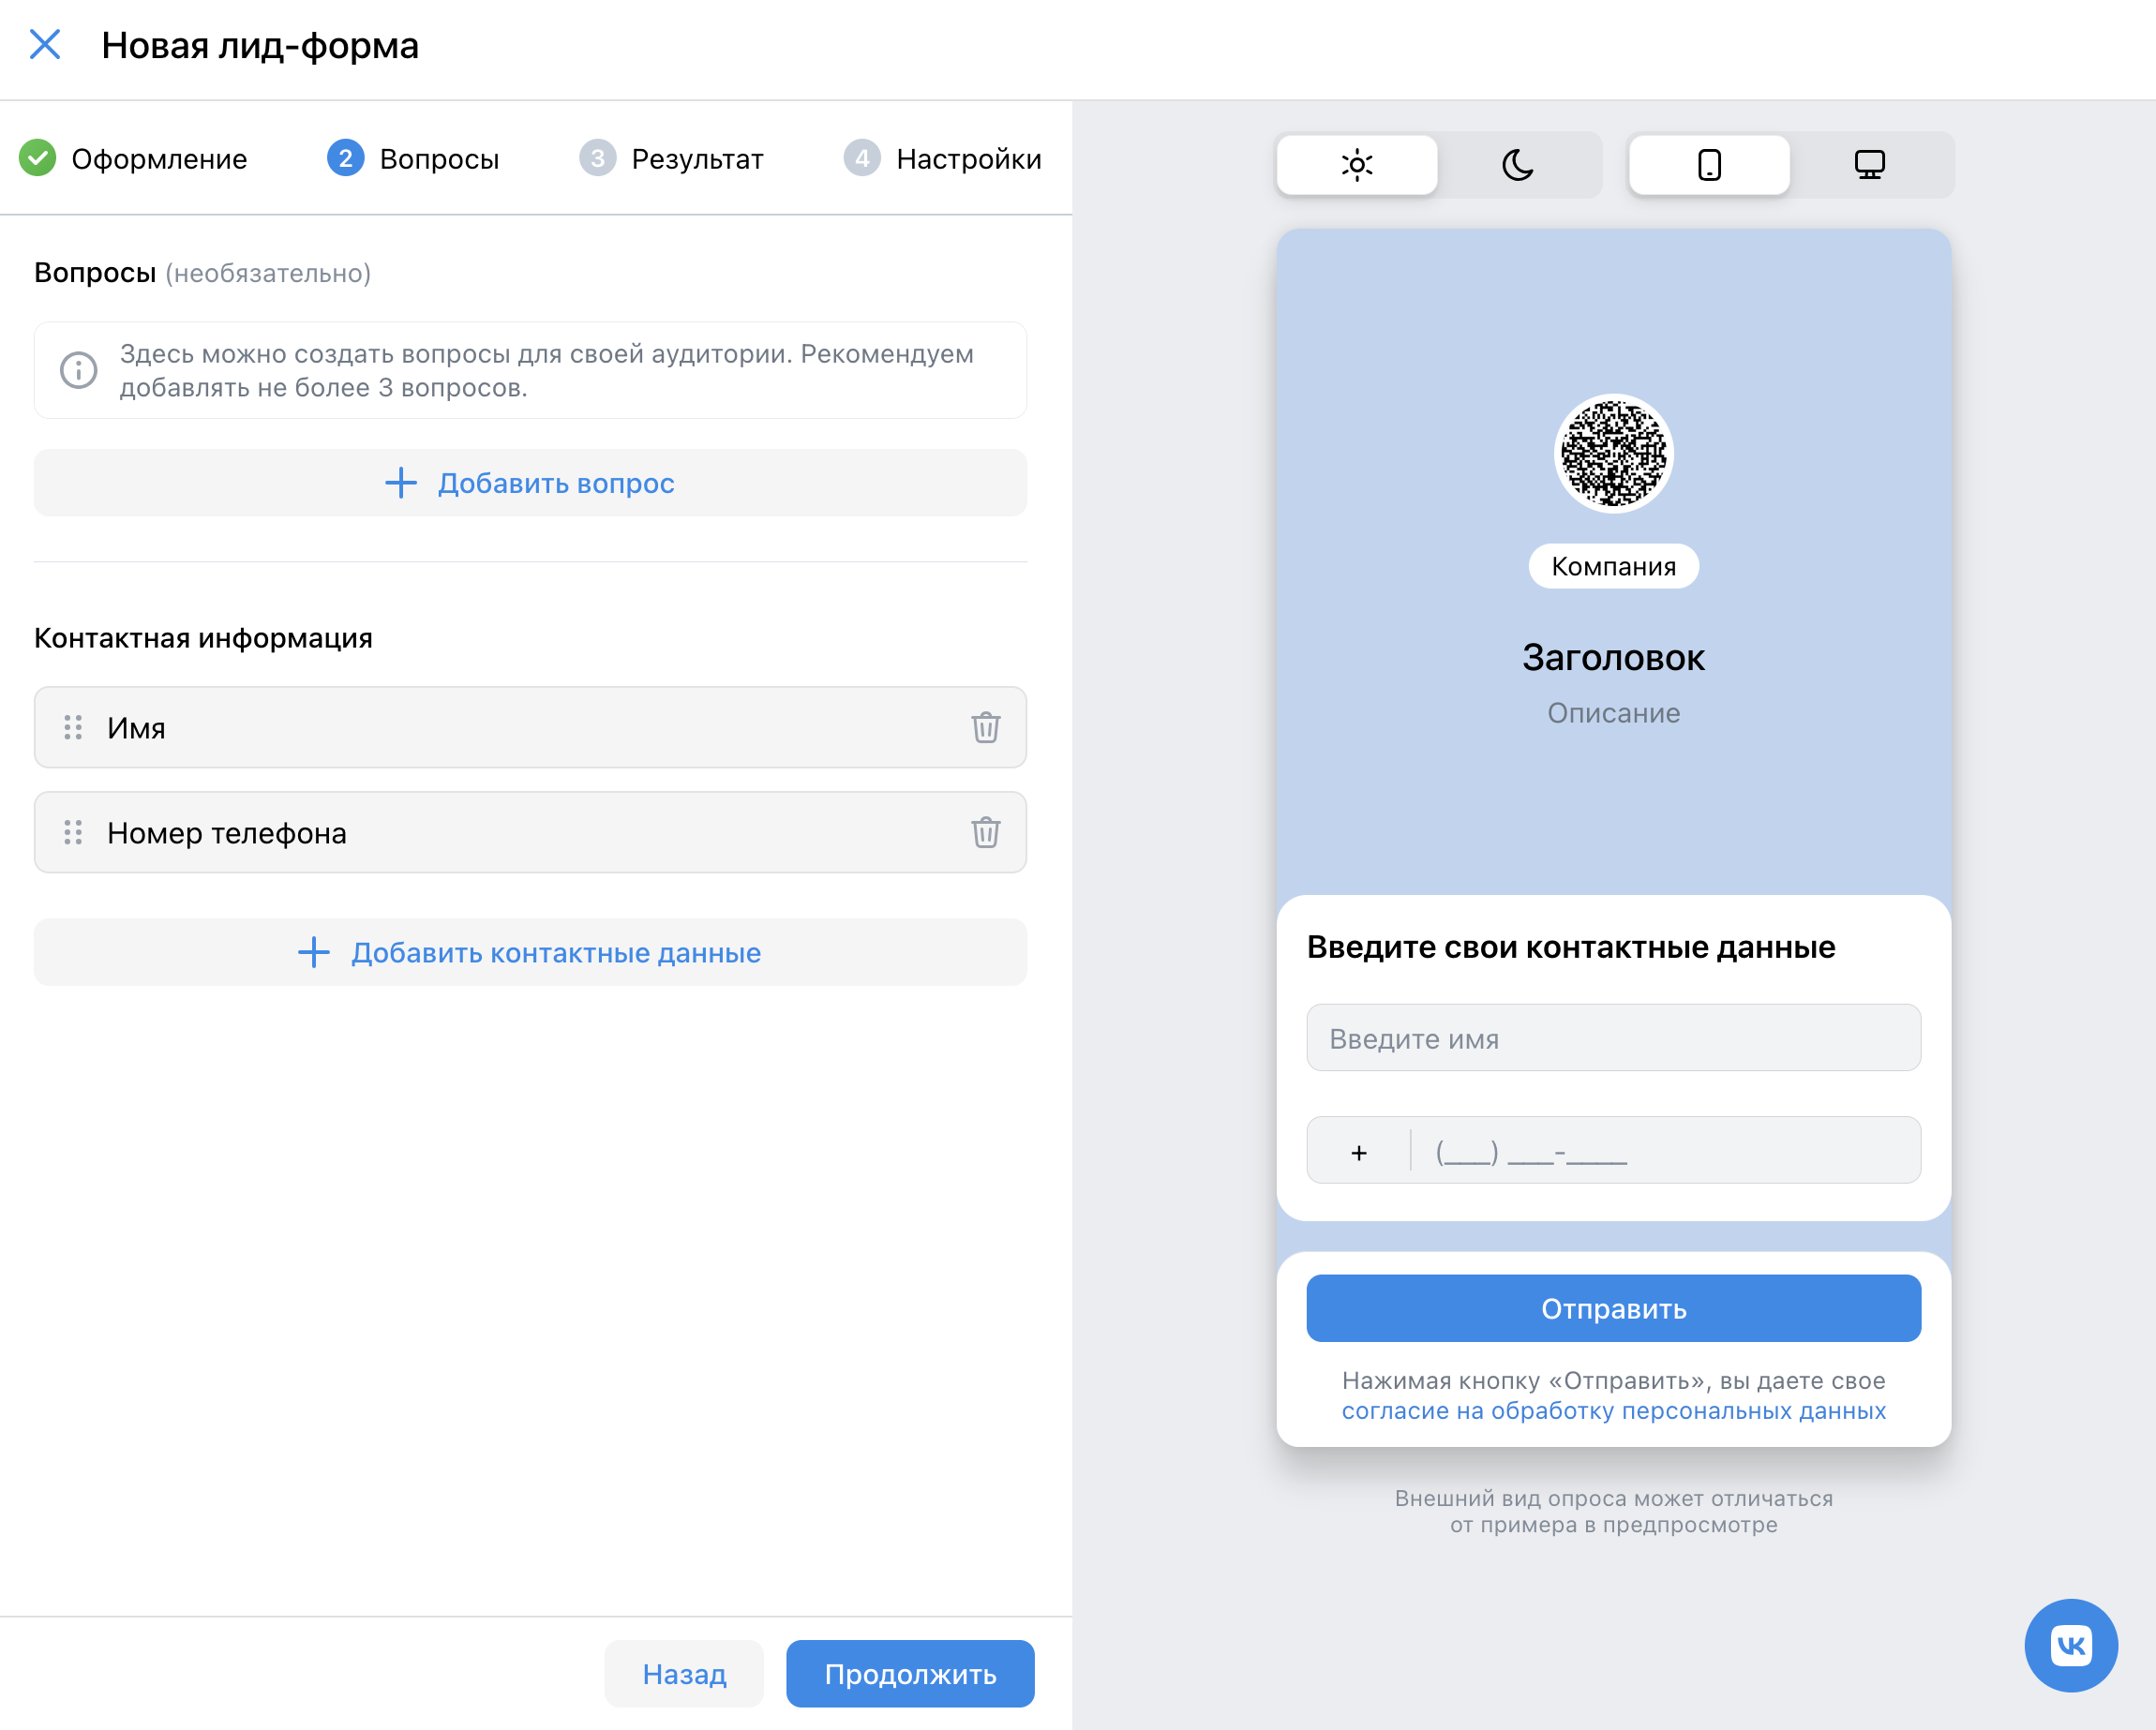 Новая лид-форма
Оформление
2 Вопросы
3 Результат
4 Настройки
Вопросы (необязательно)
Здесь можно создать вопросы для своей аудитории. Рекомендуем
добавлять не более 3 вопросов.
Добавить вопрос
Контактная информация
Имя
Номер телефона
Добавить контактные данные
Назад
Продолжить
Компания
Заголовок
Описание
Введите свои контактные данные
Введите имя
+ (___) ___-____
Отправить
Нажимая кнопку «Отправить», вы даете свое
согласие на обработку персональных данных
Внешний вид опроса может отличаться
от примера в предпросмотре
VK